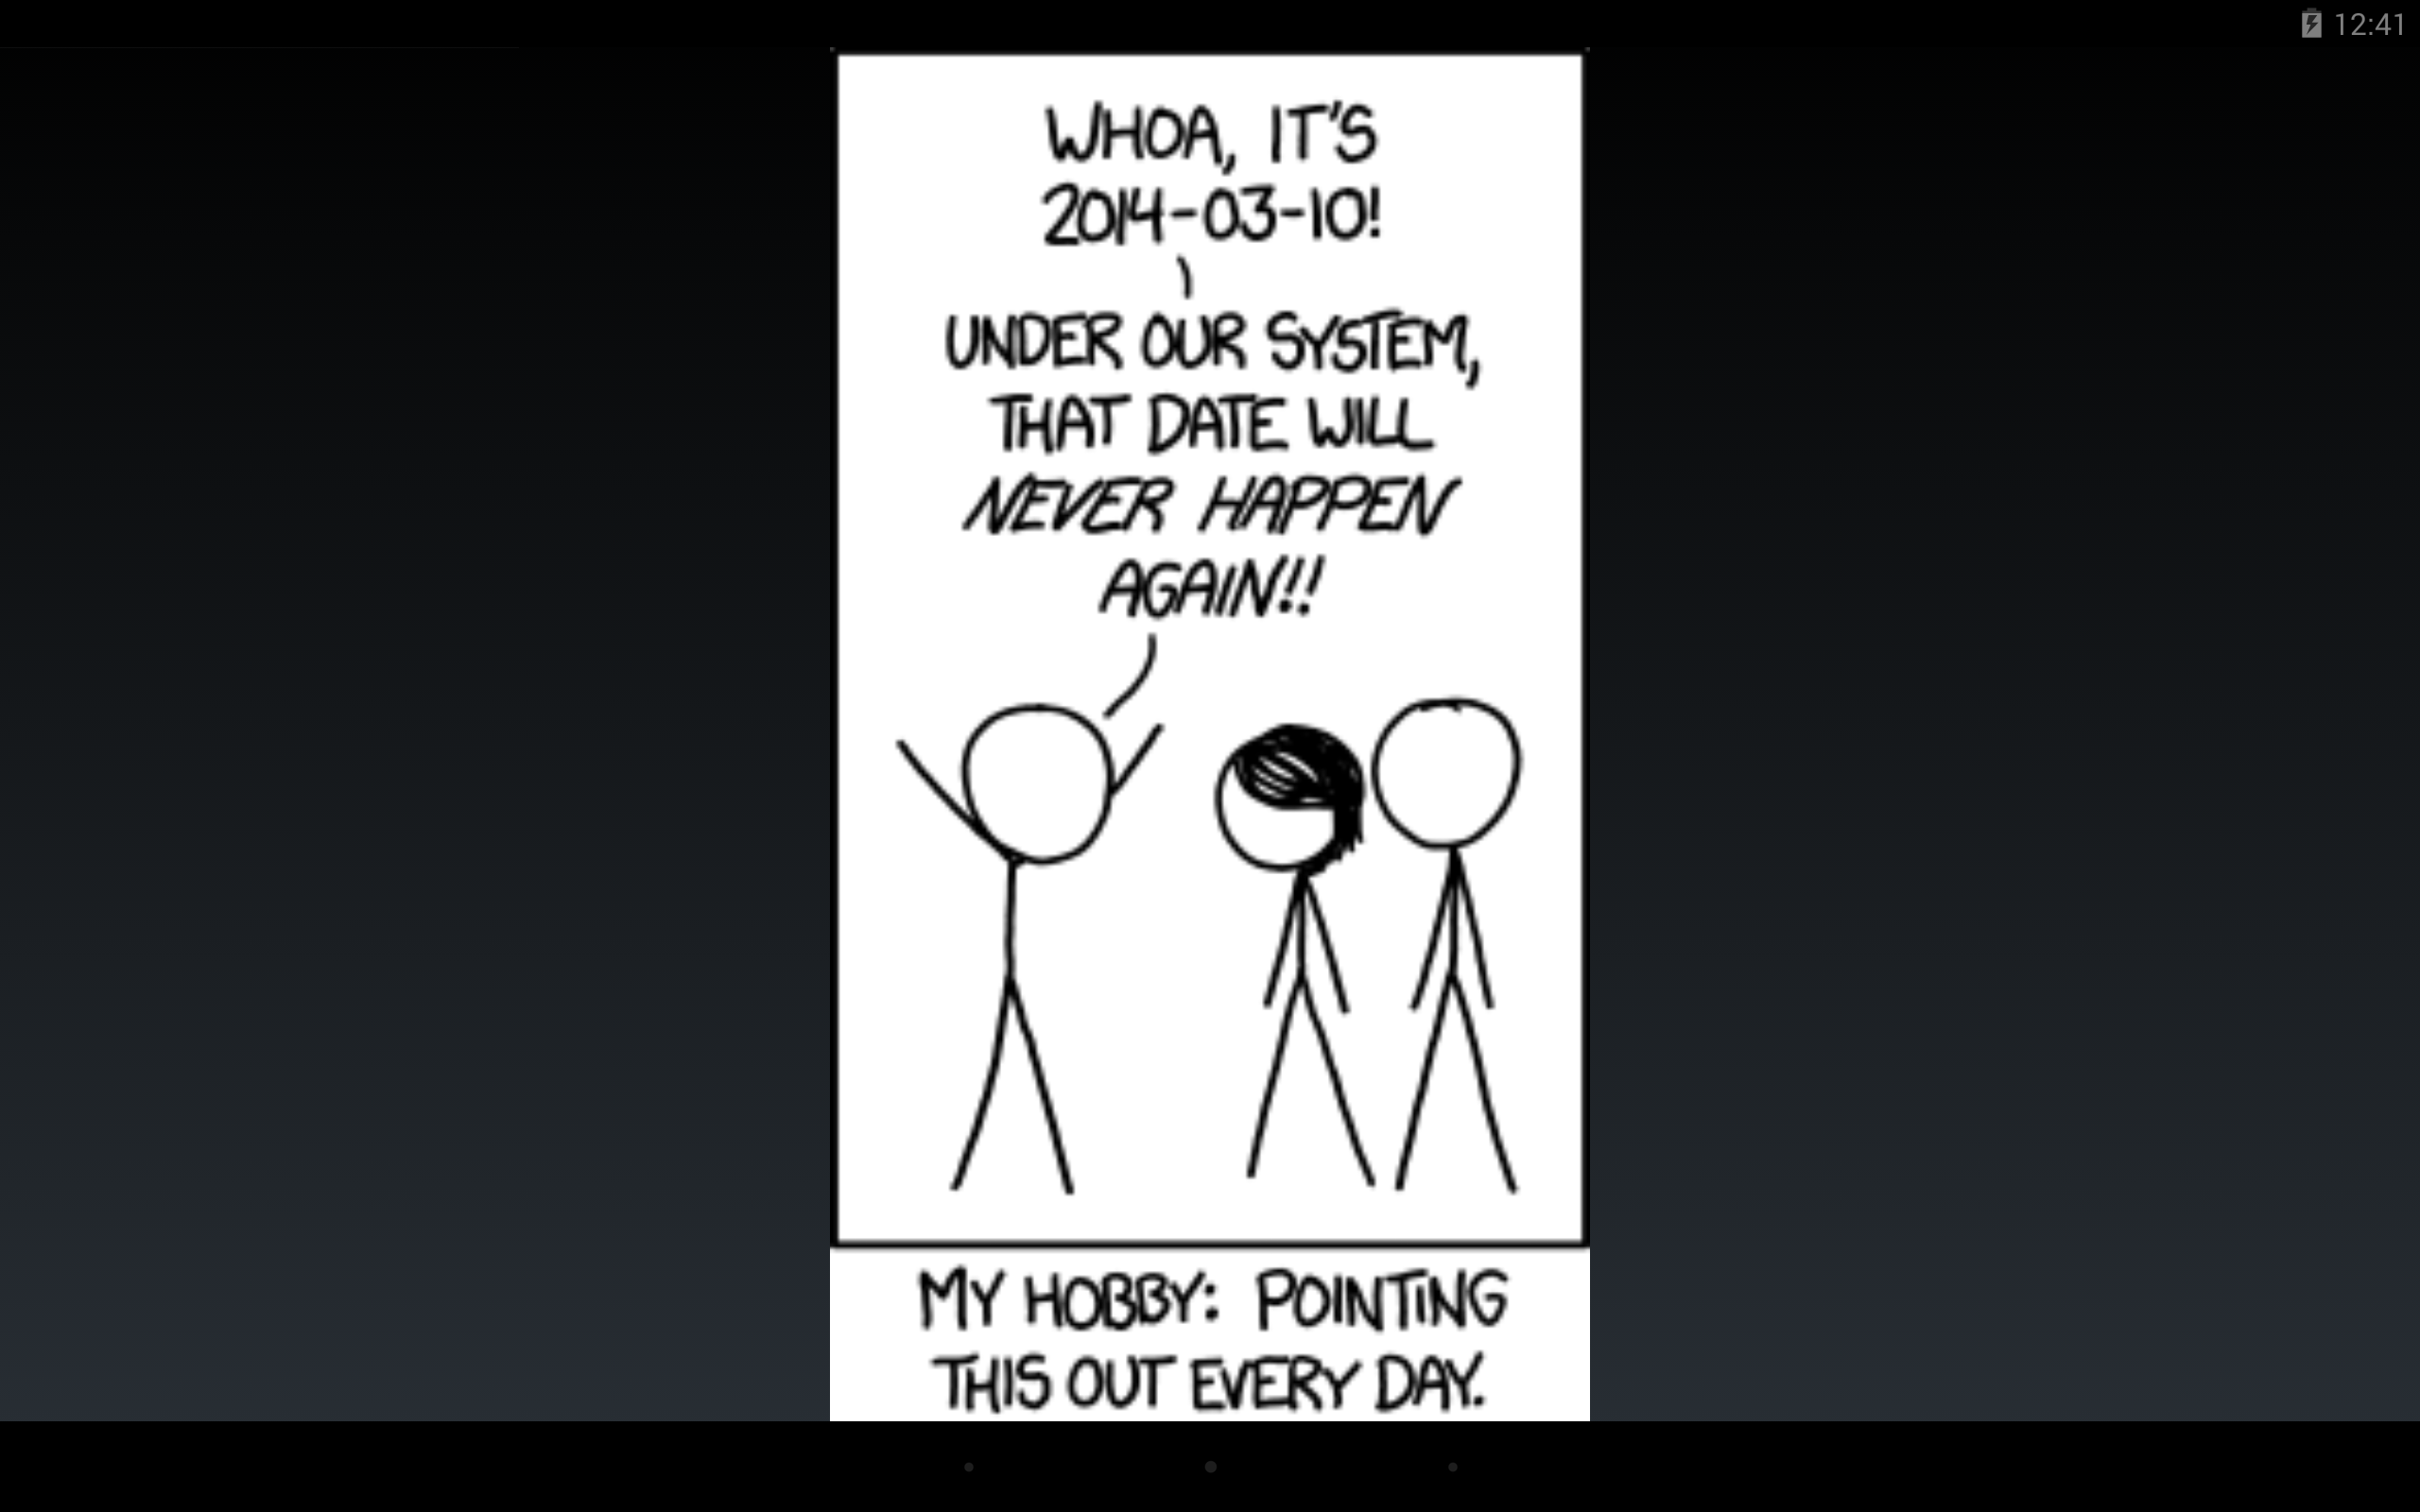 12:41
WHOA, IT'S
2014-03-10!
UNDER OUR SYSTEM,
THAT DATE WILL
NEVER HAPPEN
AGAIN!!
MY HOBBY: POINTING
THIS OUT EVERY DAY.